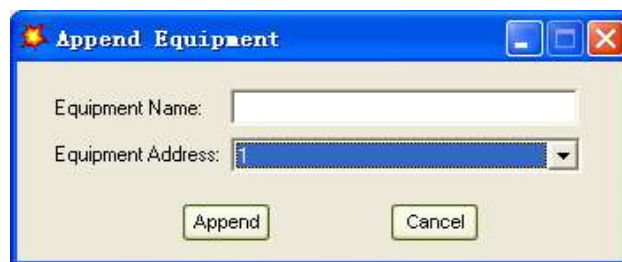 Append Equipment
Equipment Name:
Equipment Address: 1
Append Cancel